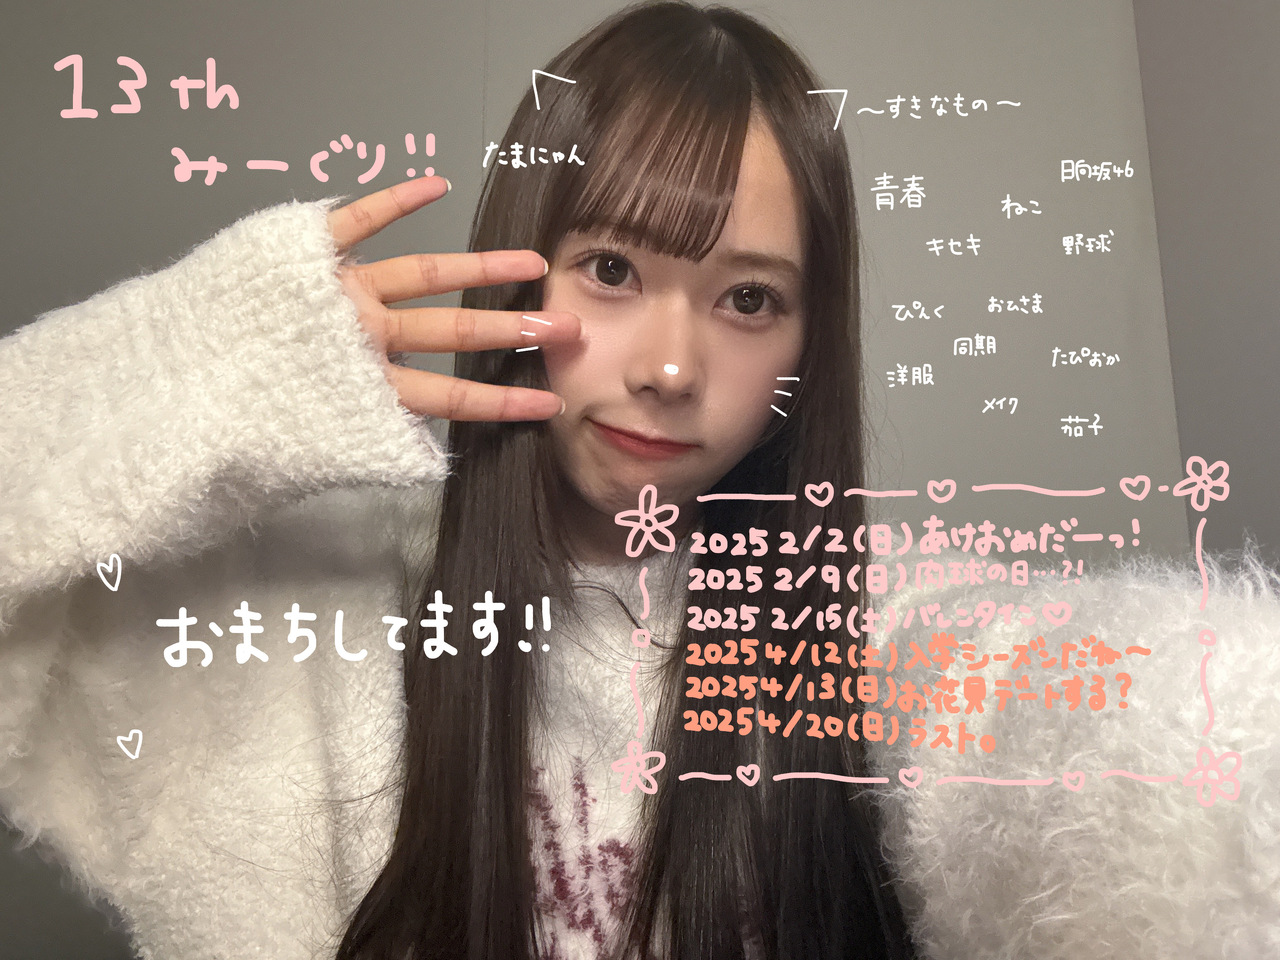 13th
みーぐり!!
たまにゃん
～すきなもの～
日向坂46
青春
ねこ
キセキ
野球
ぴんく
おひさま
同期
たぴおか
洋服
メイク
茄子
おまちしてます!!
2025 2/2(日)あけおめだーっ!
2025 2/9(日)肉球の日…?!
2025 2/15(土)バレンタイン♡
2025 4/12(土)入学シーズンだね～
2025 4/13(日)お花見デートする?
2025 4/20(日)ラスト。